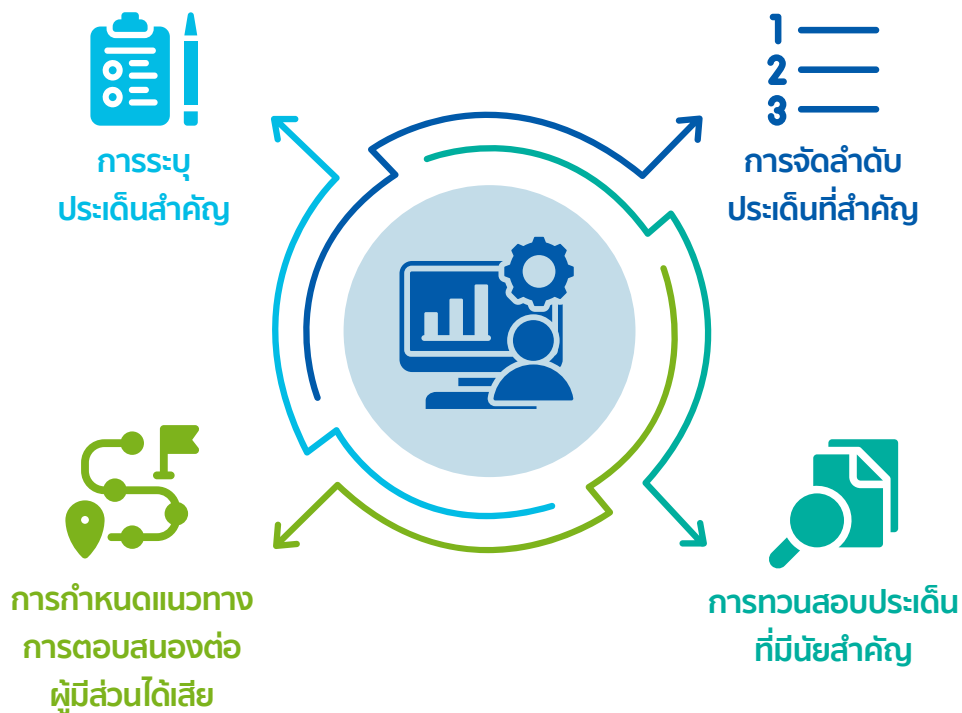 การระบุ
ประเด็นสำคัญ
1
2
3
การจัดลำดับ
ประเด็นที่สำคัญ
การกำหนดแนวทาง
การตอบสนองต่อ
ผู้มีส่วนได้เสีย
การทวนสอบประเด็น
ที่มีนัยสำคัญ